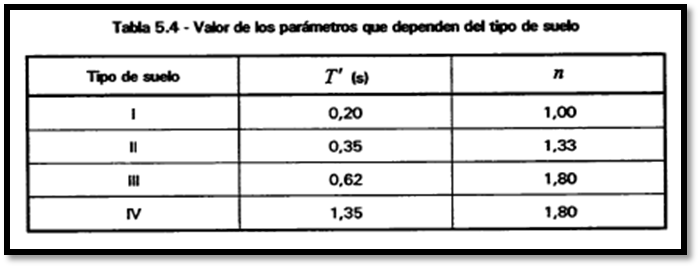 Tabla 5.4 - Valor de los parámetros que dependen del tipo de suelo
Tipo de suelo T' (s) n
I 0,20 1,00
II 0,35 1,33
III 0,62 1,80
IV 1,35 1,80